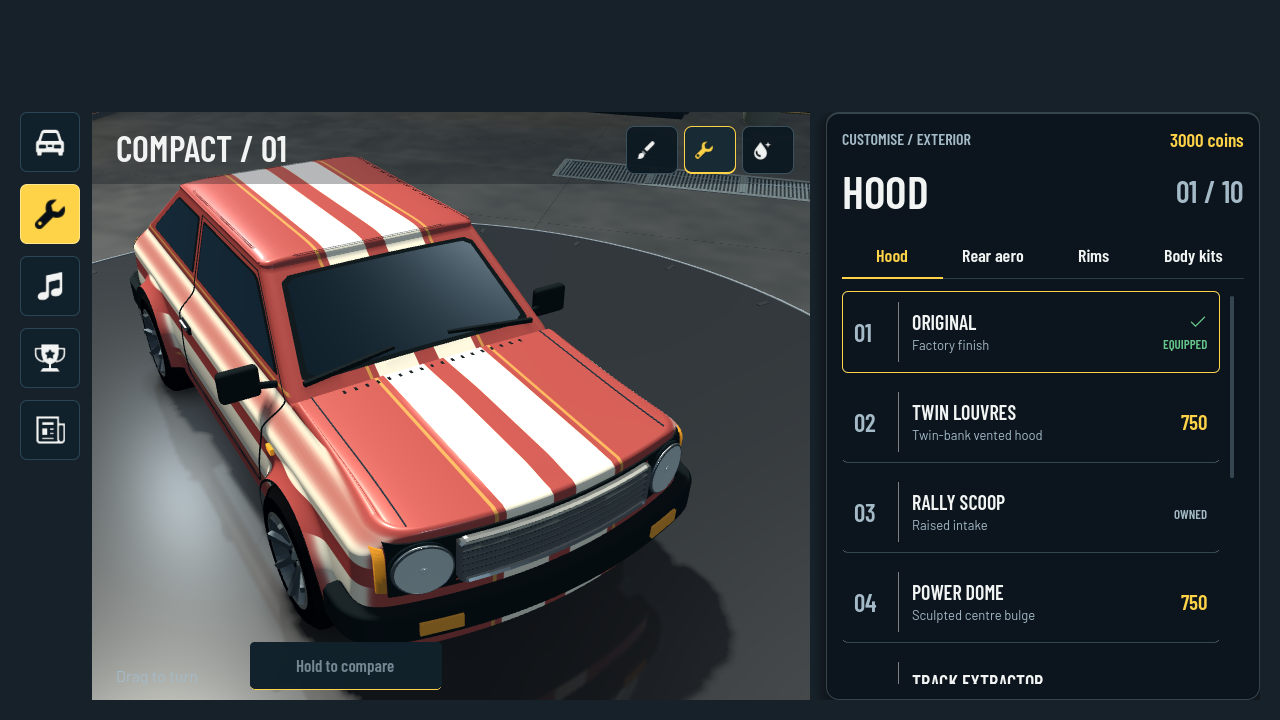 COMPACT / 01
Drag to turn
Hold to compare
CUSTOMISE / EXTERIOR
3000 coins
HOOD
01 / 10
Hood
Rear aero
Rims
Body kits
01
ORIGINAL
Factory finish
EQUIPPED
02
TWIN LOUVRES
Twin-bank vented hood
750
03
RALLY SCOOP
Raised intake
OWNED
04
POWER DOME
Sculpted centre bulge
750
TRACK EXTRACTOR